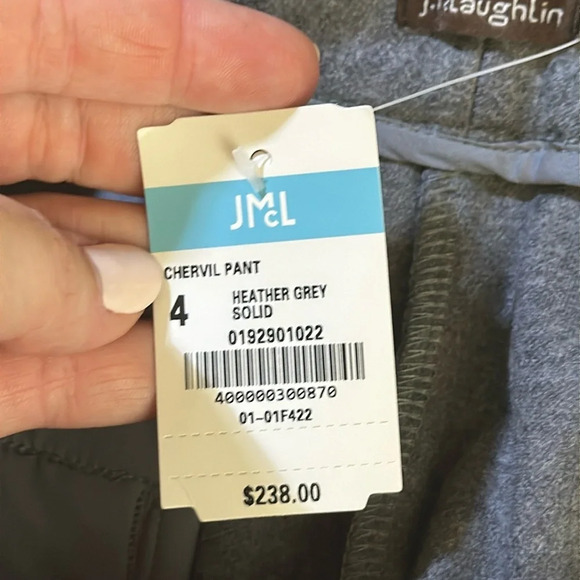 j.mclaughlin
JMcL
CHERVIL PANT
4
HEATHER GREY
SOLID
0192901022
400000300870
01-01F422
$238.00